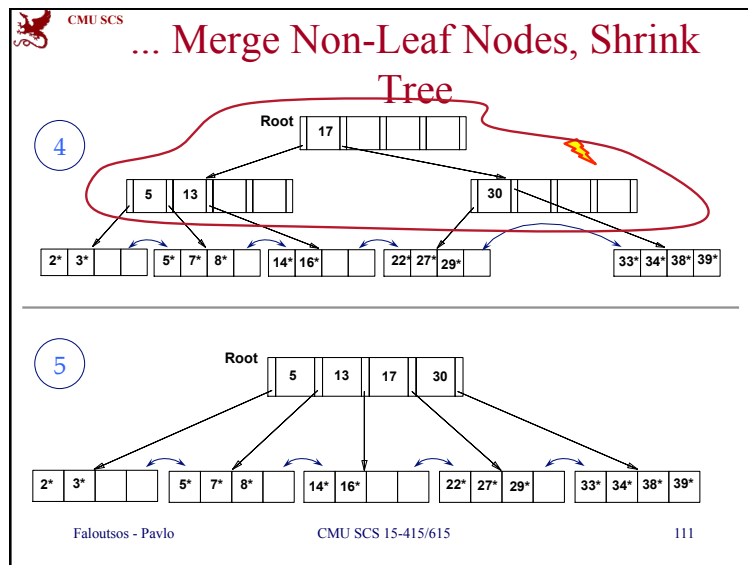 CMU SCS
... Merge Non-Leaf Nodes, Shrink
Tree
4
Root
17
5 13
30
2* 3*
5* 7* 8*
14* 16*
22* 27* 29*
33* 34* 38* 39*
5
Root
5 13 17 30
2* 3*
5* 7* 8*
14* 16*
22* 27* 29*
33* 34* 38* 39*
Faloutsos - Pavlo
CMU SCS 15-415/615
111